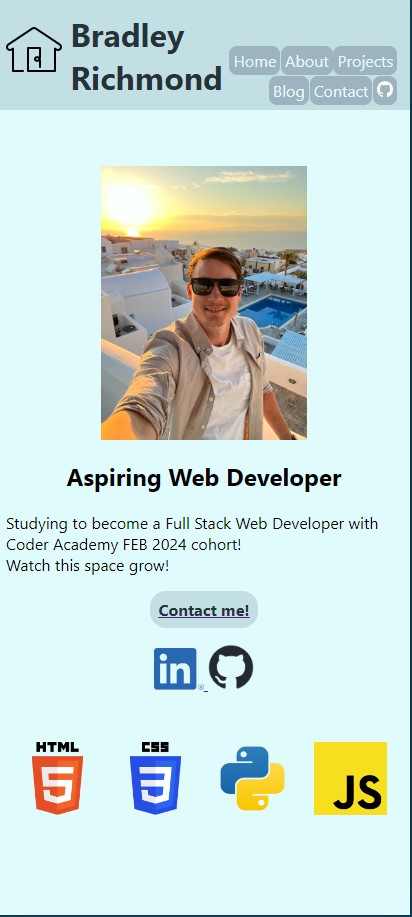 Bradley
Richmond
Home About Projects
Blog Contact
Aspiring Web Developer
Studying to become a Full Stack Web Developer with
Coder Academy FEB 2024 cohort!
Watch this space grow!
Contact me!
in
HTML CSS
5 3 JS